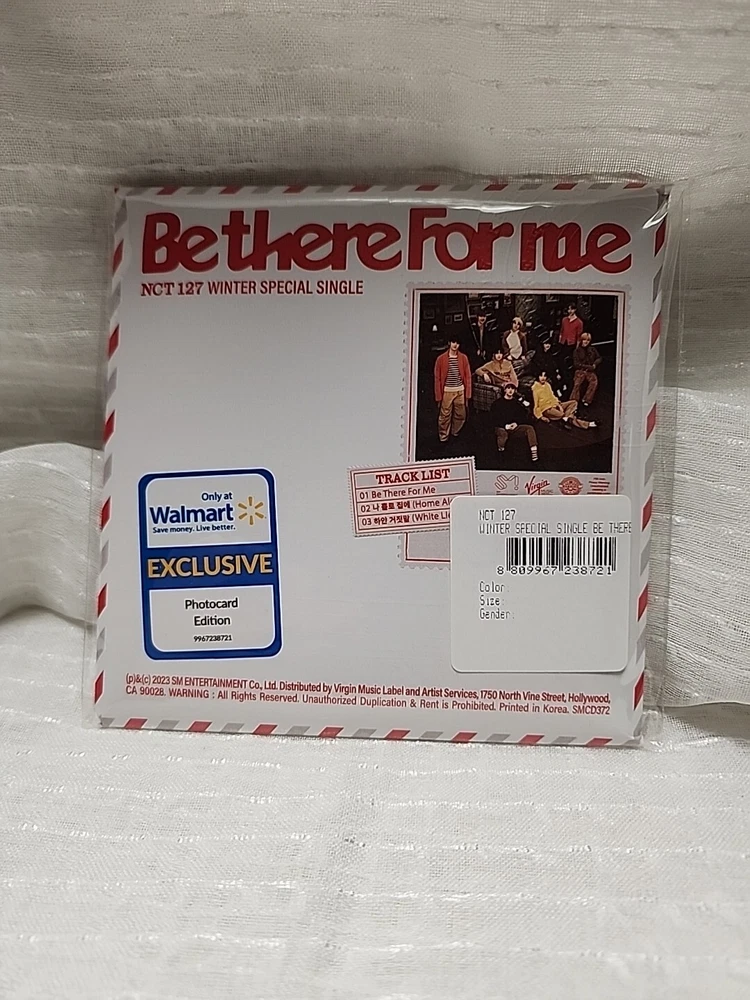 Be there For me
NCT 127 WINTER SPECIAL SINGLE
TRACK LIST
01 Be There For Me
02 나 홀로 집에 (Home
03 하얀 거짓말 (White
Virgin
Only at
Walmart
Save money. Live better.
EXCLUSIVE
Photocard
Edition
9967238721
NCT 127
WINTER SPECIAL SINGLE BE THERE
8 809967 238721
Color:
Size:
Gender:
(p)&(c) 2023 SM ENTERTAINMENT Co., Ltd. Distributed by Virgin Music Label and Artist Services, 1750 North Vine Street, Hollywood,
CA 90028. WARNING : All Rights Reserved. Unauthorized Duplication & Rent is Prohibited. Printed in Korea. SMCD372